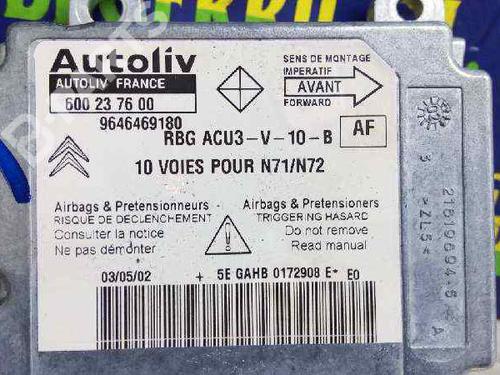 Autoliv
AUTOLIV FRANCE
600 23 76 00
9646469180
SENS DE MONTAGE
IMPERATIF
AVANT
FORWARD
RBG ACU3-V-10-B
AF
10 VOIES POUR N71/N72
Airbags & Pretensionneurs
RISQUE DE DECLENCHEMENT
Consulter la notice
Ne pas démonter
Airbags & Pretensioners
TRIGGERING HASARD
Do not remove
Read manual
03/05/02
+ 5E GAHB 0172908 E* E0